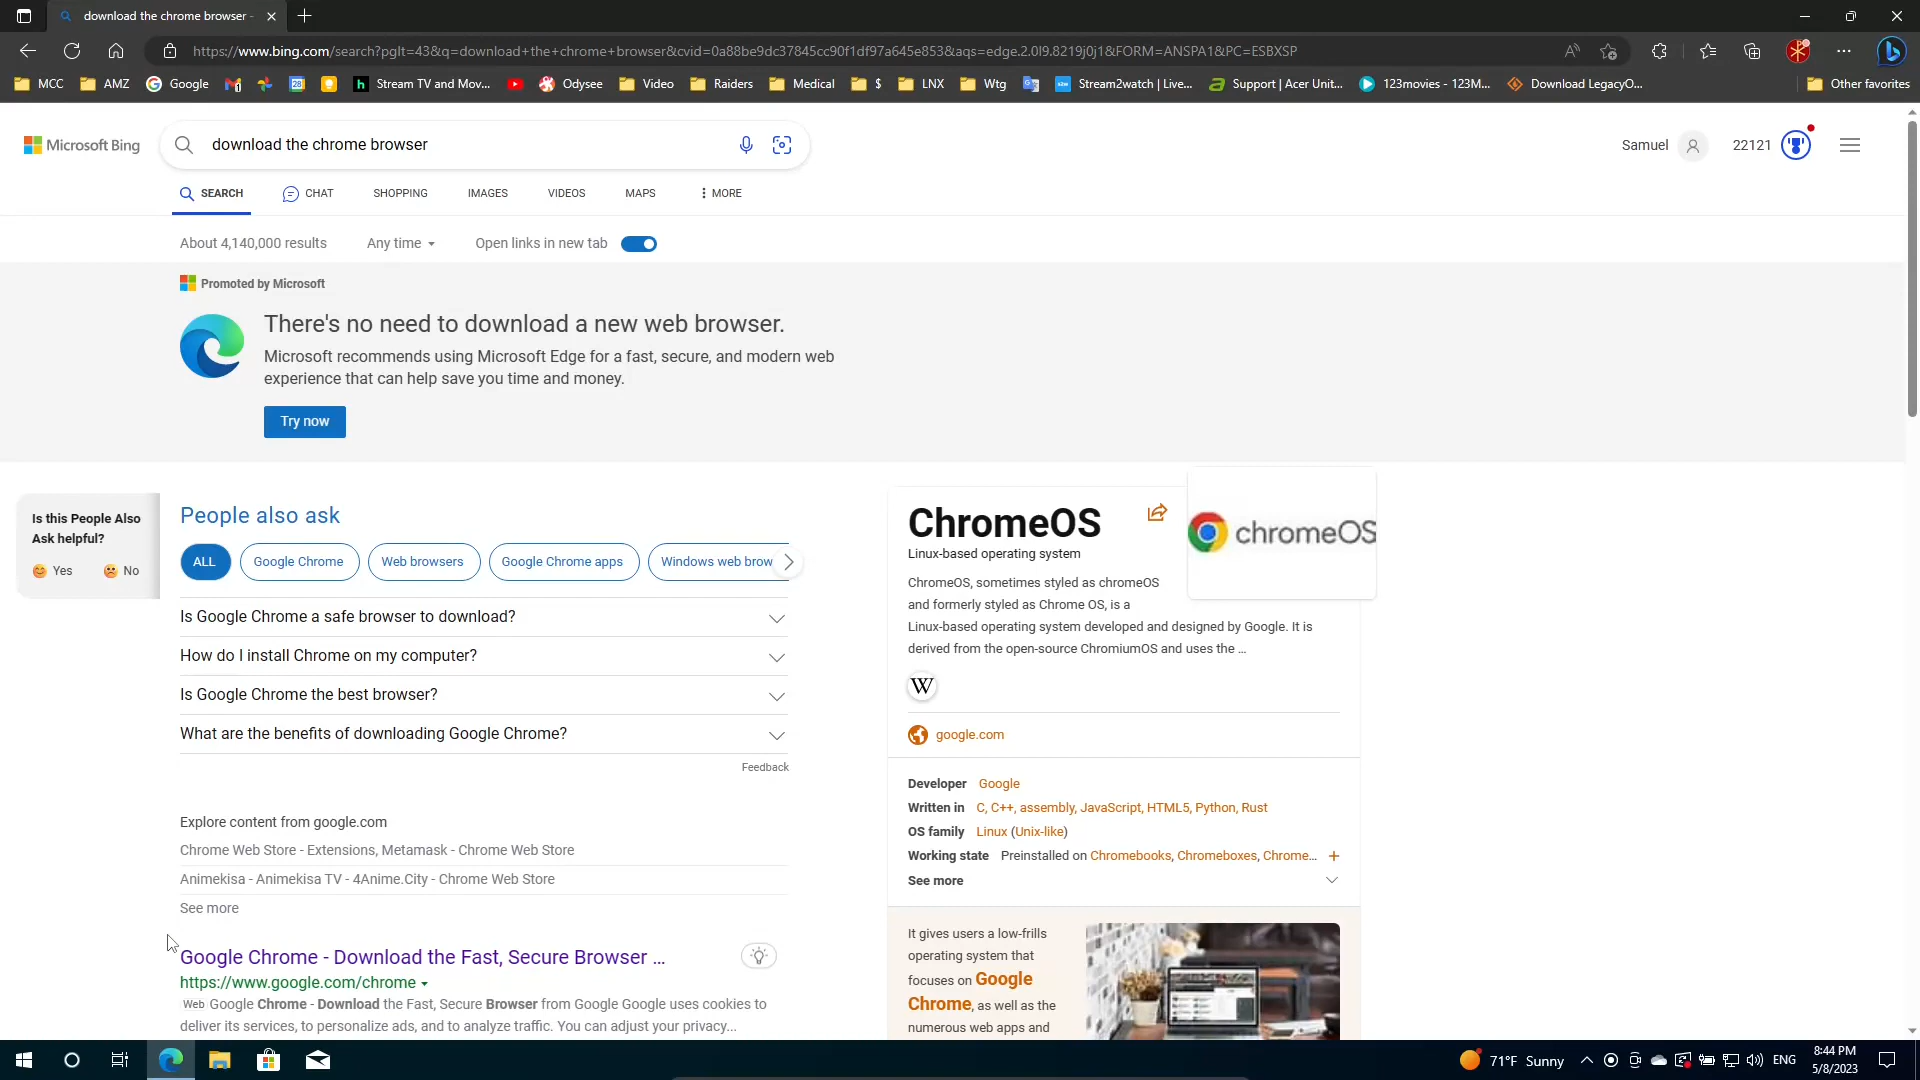 download the chrome browser -
https://www.bing.com/search?pglt=43&q=download+the+chrome+browser&cvid=0a88be9dc37845cc90f1df97a645e853&aqs=edge.2.0l9.8219j0j1&FORM=ANSPA1&PC=ESBXSP
MCC AMZ Google 28 h Stream TV and Mov... Odysee Video Raiders Medical $ LNX Wtg Stream2watch | Live... Support | Acer Unit... 123movies - 123M... Download LegacyO... Other favorites
Microsoft Bing
download the chrome browser
Samuel 22121
SEARCH CHAT SHOPPING IMAGES VIDEOS MAPS MORE
About 4,140,000 results Any time Open links in new tab
Promoted by Microsoft
There's no need to download a new web browser.
Microsoft recommends using Microsoft Edge for a fast, secure, and modern web
experience that can help save you time and money.
Try now
Is this People Also
Ask helpful?
Yes No
People also ask
ALL Google Chrome Web browsers Google Chrome apps Windows web brow
Is Google Chrome a safe browser to download?
How do I install Chrome on my computer?
Is Google Chrome the best browser?
What are the benefits of downloading Google Chrome?
Feedback
Explore content from google.com
Chrome Web Store - Extensions, Metamask - Chrome Web Store
Animekisa - Animekisa TV - 4Anime.City - Chrome Web Store
See more
Google Chrome - Download the Fast, Secure Browser ...
https://www.google.com/chrome
Web Google Chrome - Download the Fast, Secure Browser from Google Google uses cookies to
deliver its services, to personalize ads, and to analyze traffic. You can adjust your privacy...
ChromeOS
Linux-based operating system
chromeOS
ChromeOS, sometimes styled as chromeOS
and formerly styled as Chrome OS, is a
Linux-based operating system developed and designed by Google. It is
derived from the open-source ChromiumOS and uses the ...
W
google.com
Developer Google
Written in C, C++, assembly, JavaScript, HTML5, Python, Rust
OS family Linux (Unix-like)
Working state Preinstalled on Chromebooks, Chromeboxes, Chrome... +
See more
It gives users a low-frills
operating system that
focuses on Google
Chrome, as well as the
numerous web apps and
71°F Sunny ENG 8:44 PM
5/8/2023